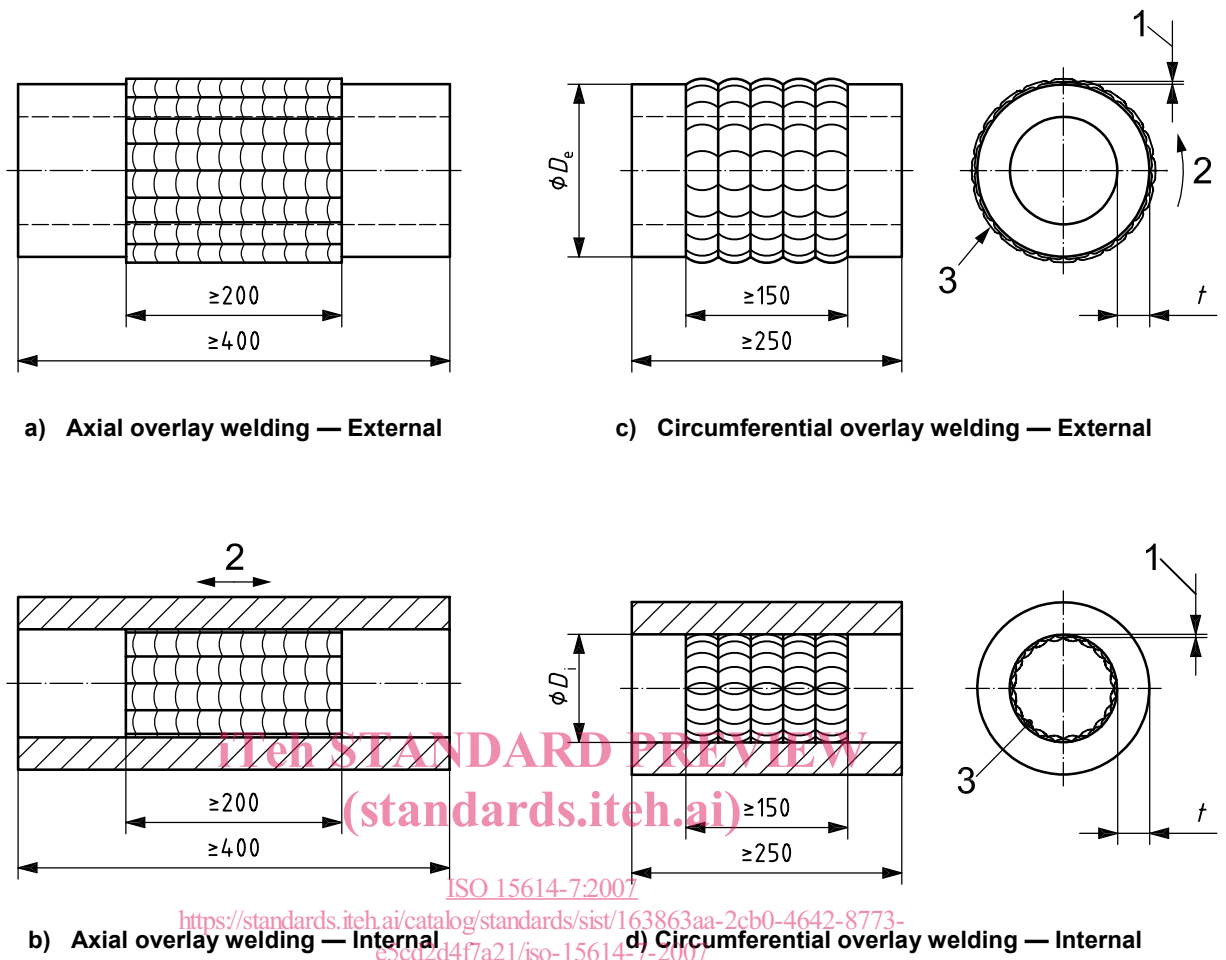 1
φDe
2
3
≥200
≥150
t
≥400
≥250
a) Axial overlay welding — External
c) Circumferential overlay welding — External
2
1
φDi
3
iTeh STANDARD PREVIEW
(standards.iteh.ai)
≥200
≥150
t
≥400
≥250
ISO 15614-7:2007
https://standards.iteh.ai/catalog/standards/sist/163863aa-2cb0-4642-8773-
b) Axial overlay welding — Internal
d) Circumferential overlay welding — Internal
e5cd2d4f7a21/iso-15614-7-2007